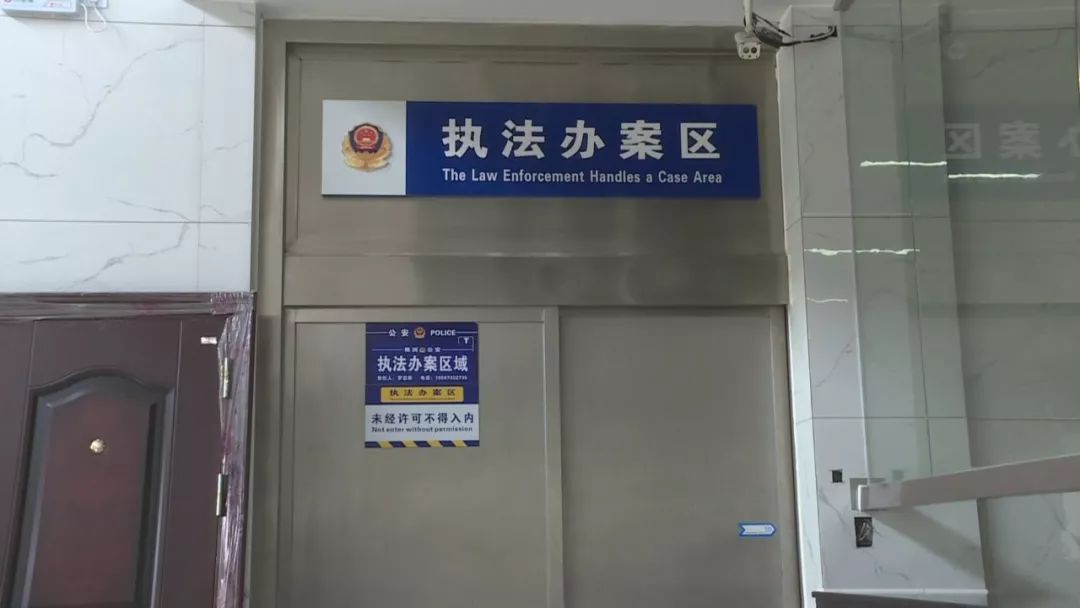 执法办案区
The Law Enforcement Handles a Case Area
公安 POLICE
执法办案区域
执法办案区
未经许可不得入内
Not enter without permission